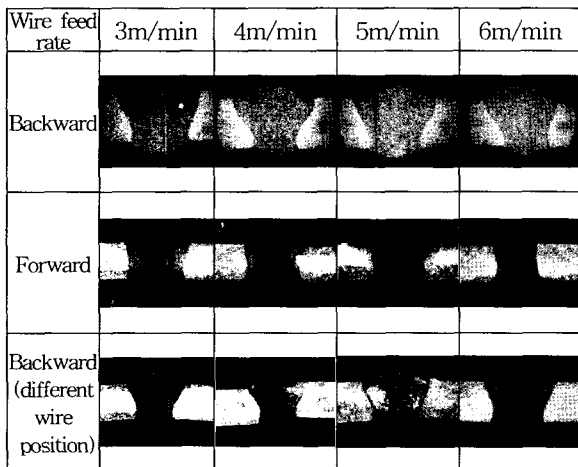 Wire feed
rate
3m/min
4m/min
5m/min
6m/min
Backward
Forward
Backward
(different
wire
position)